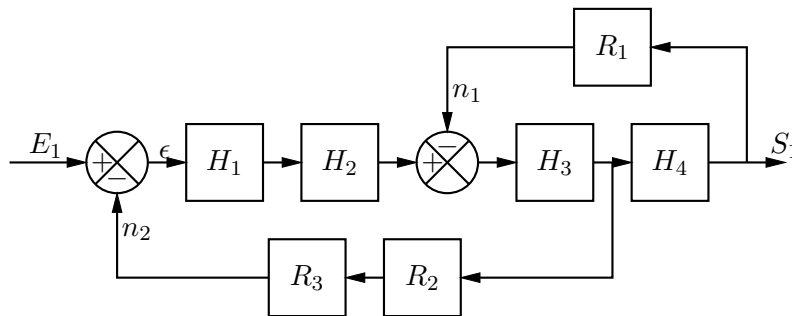 R₁
n₁
E₁ + − ϵ H₁ H₂ + − H₃ H₄ S₁
n₂
R₃ R₂